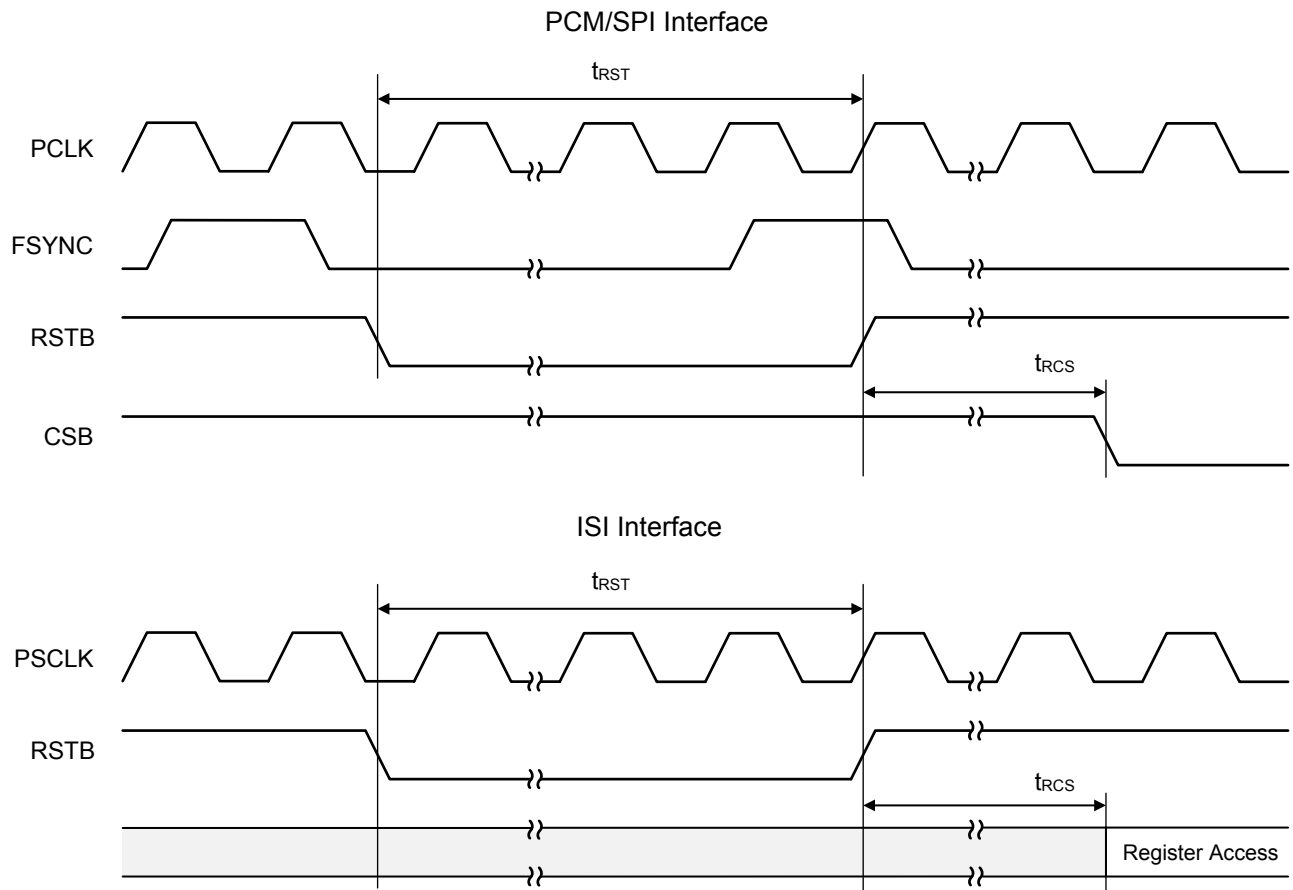 PCM/SPI Interface
tRST
PCLK
FSYNC
RSTB
tRCS
CSB
ISI Interface
tRST
PSCLK
RSTB
tRCS
Register Access